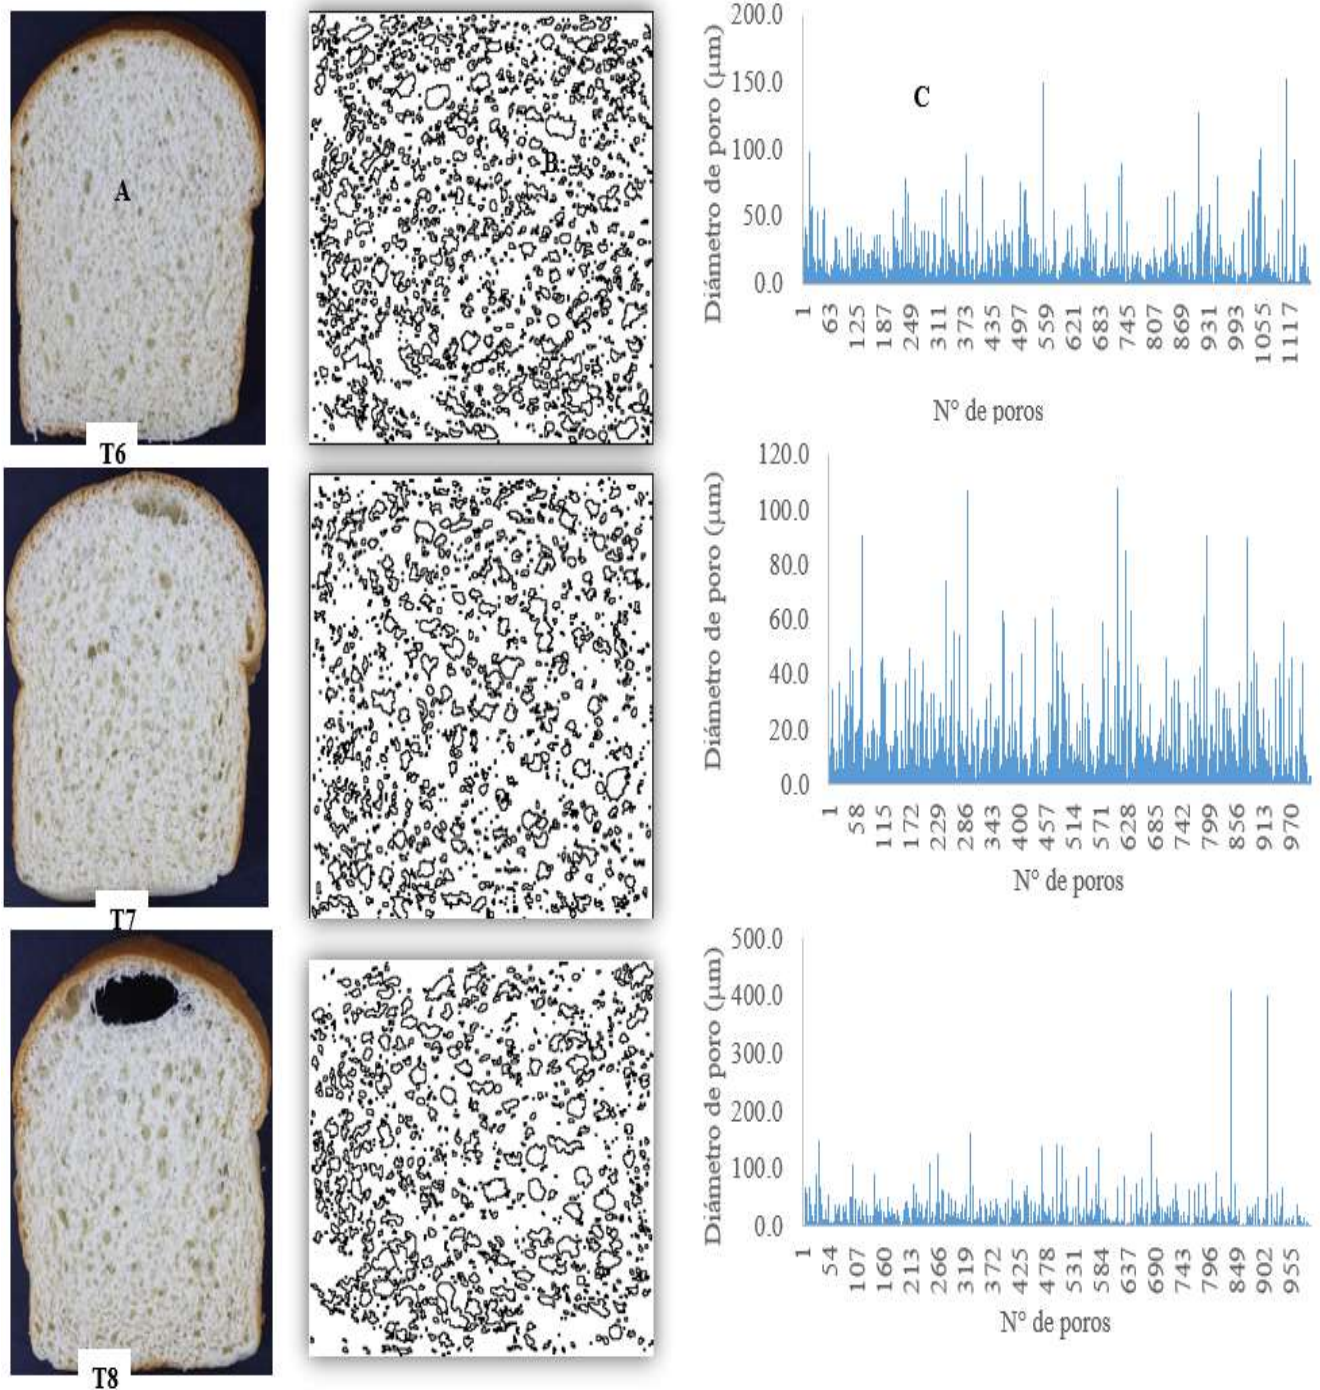 A
B
C
Diámetro de poro (µm)
200.0
150.0
100.0
50.0
0.0
1 63 125 187 249 311 373 435 497 559 621 683 745 807 869 931 993 1055 1117
N° de poros
T6
Diámetro de poro (µm)
120.0
100.0
80.0
60.0
40.0
20.0
0.0
1 58 115 172 229 286 343 400 457 514 571 628 685 742 799 856 913 970
N° de poros
T7
Diámetro de poro (µm)
500.0
400.0
300.0
200.0
100.0
0.0
1 54 107 160 213 266 319 372 425 478 531 584 637 690 743 796 849 902 955
N° de poros
T8